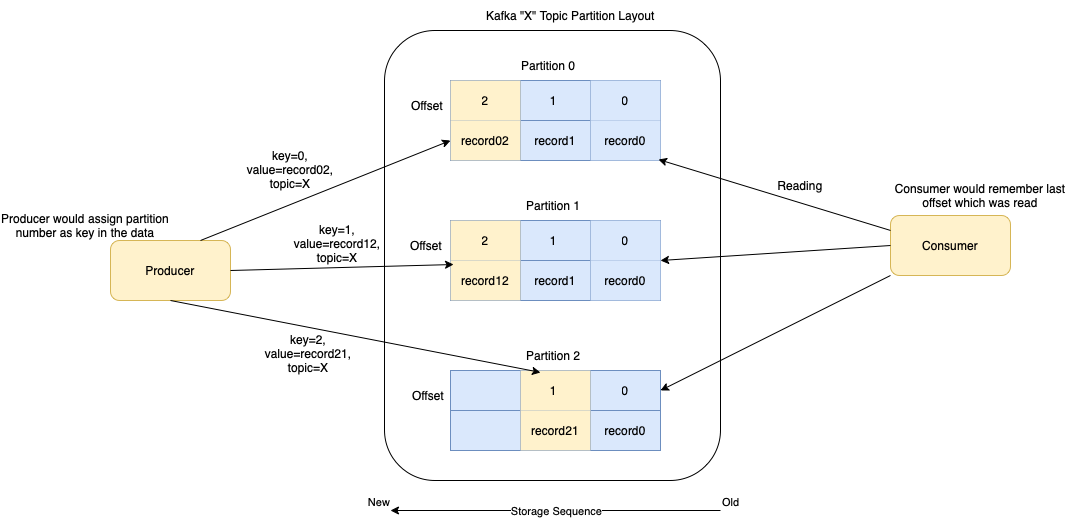 Kafka "X" Topic Partition Layout
Partition 0
Offset
2 1 0
record02 record1 record0
key=0,
value=record02,
topic=X
Reading
Consumer would remember last
offset which was read
Consumer
Producer would assign partition
number as key in the data
Producer
Partition 1
Offset
2 1 0
record12 record1 record0
key=1,
value=record12,
topic=X
key=2,
value=record21,
topic=X
Partition 2
Offset
1 0
record21 record0
New
Storage Sequence
Old